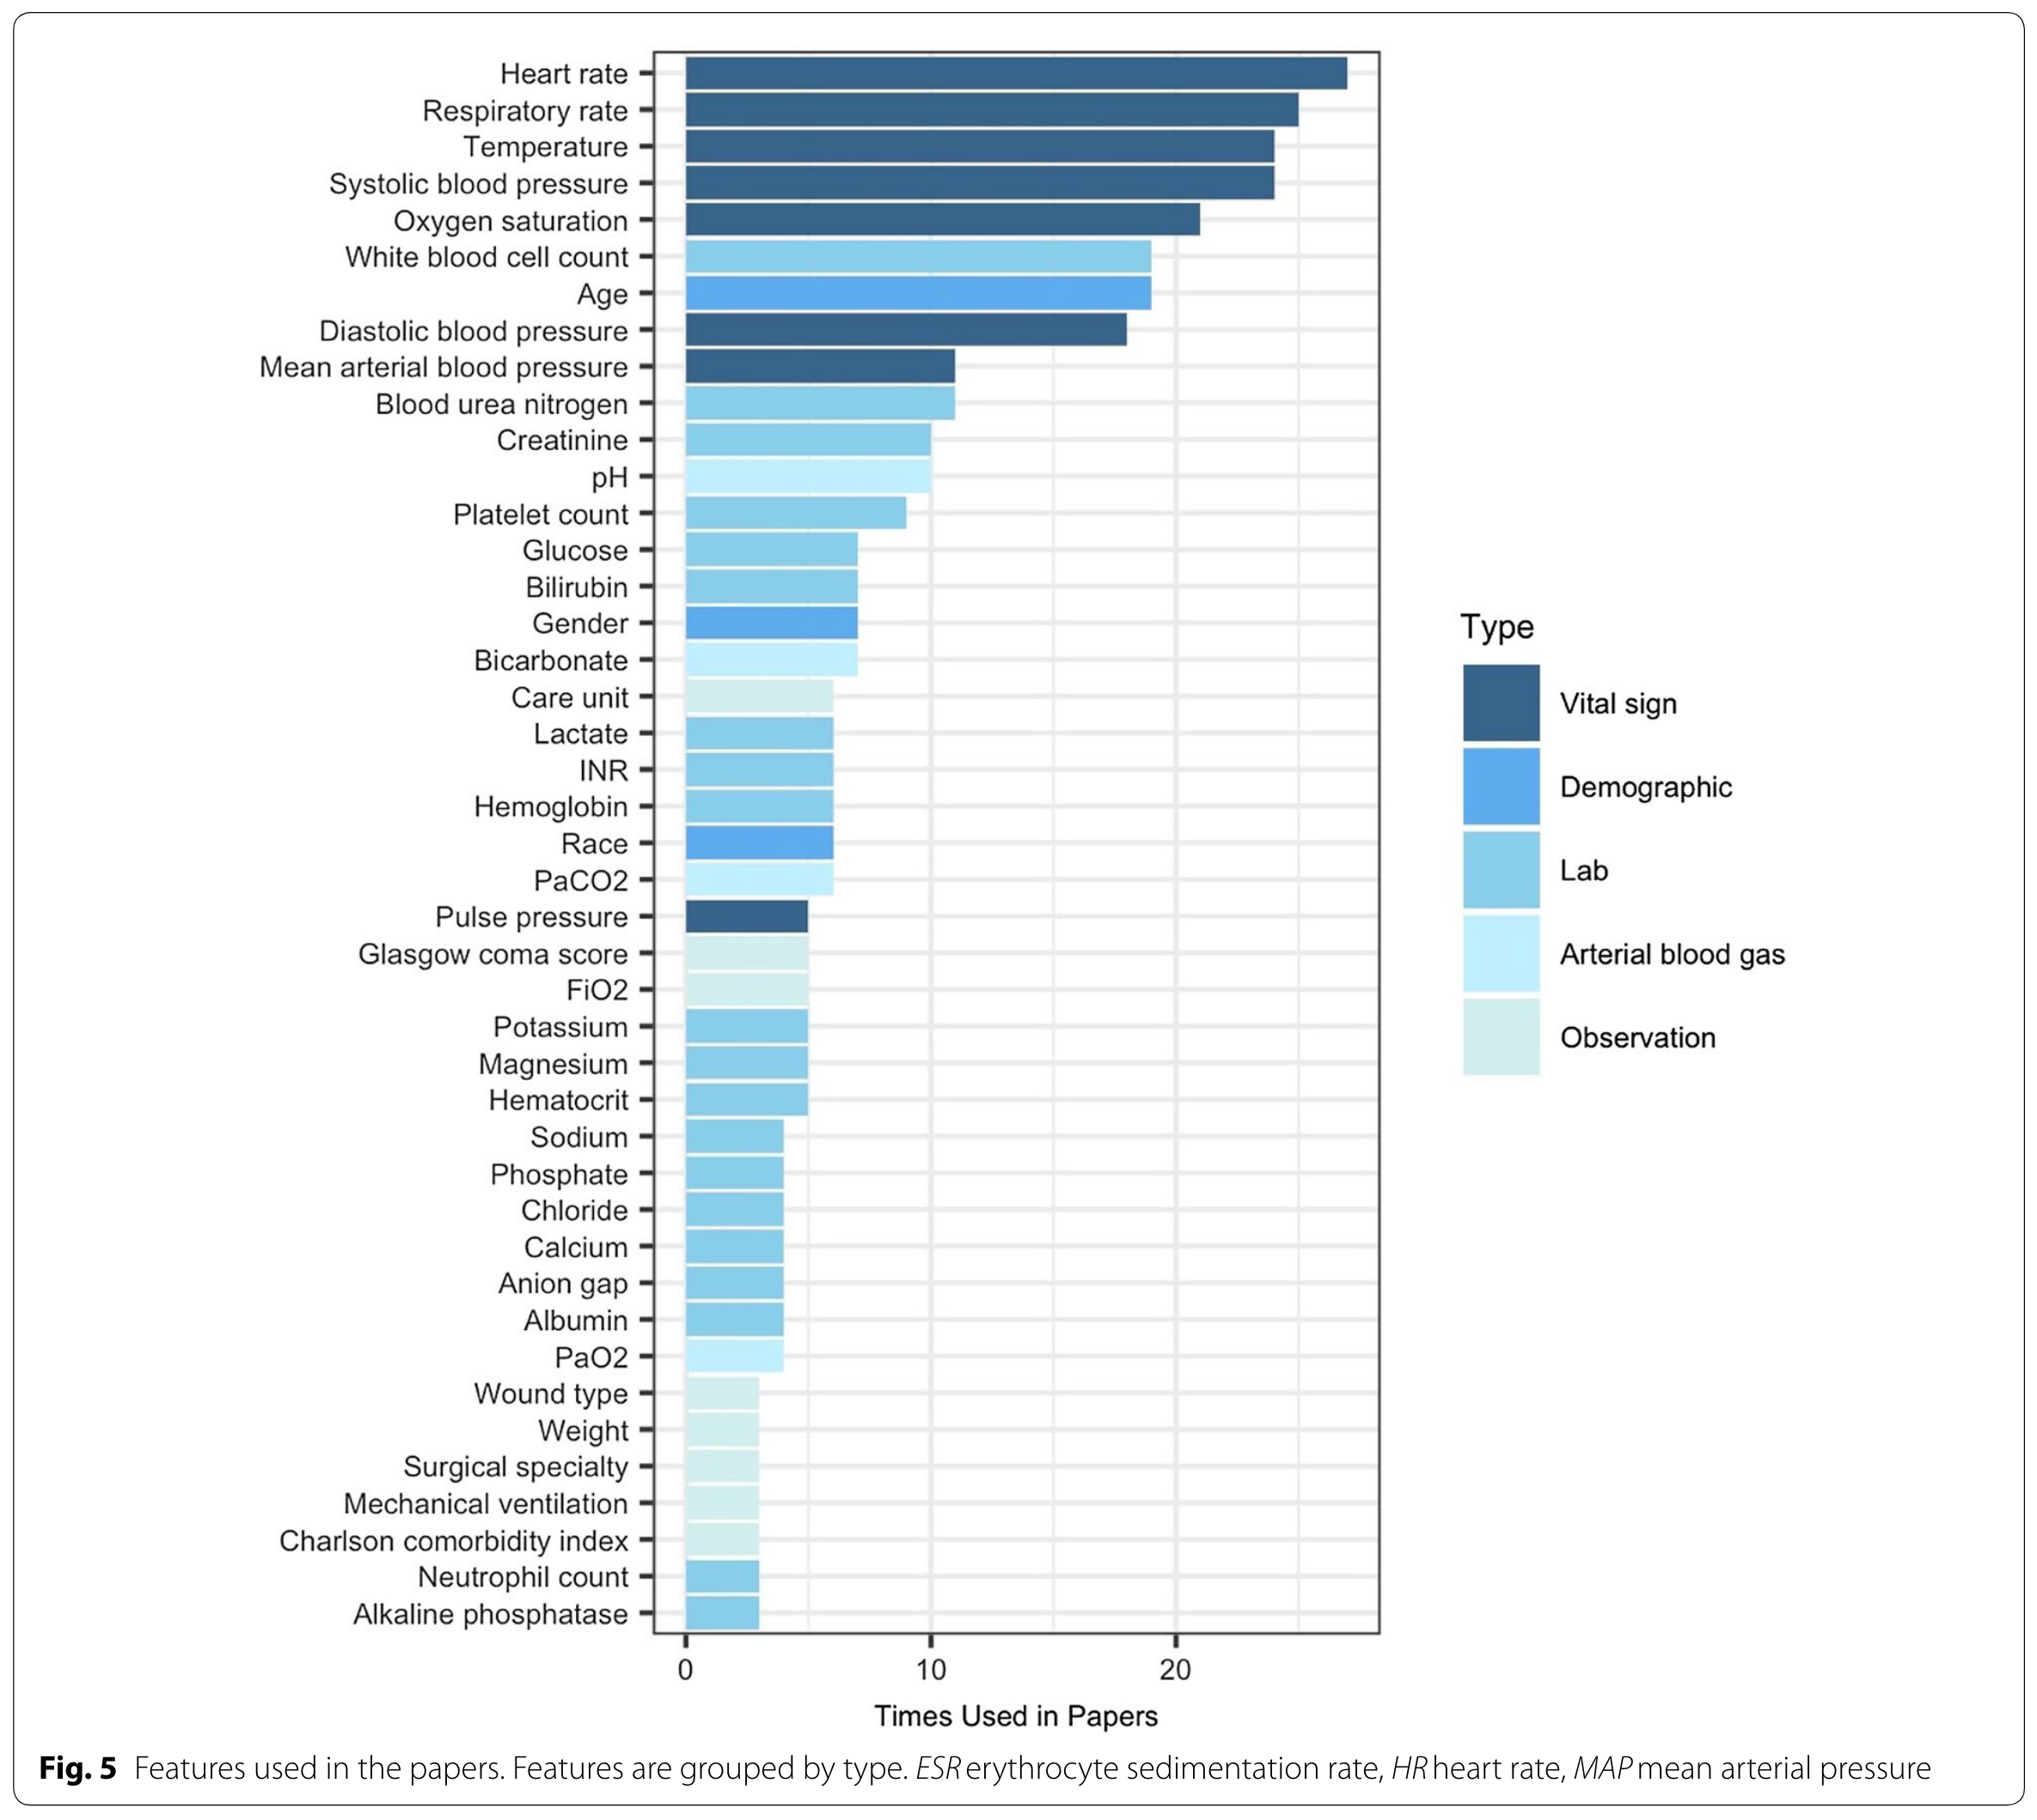 Heart rate
Respiratory rate
Temperature
Systolic blood pressure
Oxygen saturation
White blood cell count
Age
Diastolic blood pressure
Mean arterial blood pressure
Blood urea nitrogen
Creatinine
pH
Platelet count
Glucose
Bilirubin
Gender
Bicarbonate
Care unit
Lactate
INR
Hemoglobin
Race
PaCO2
Pulse pressure
Glasgow coma score
FiO2
Potassium
Magnesium
Hematocrit
Sodium
Phosphate
Chloride
Calcium
Anion gap
Albumin
PaO2
Wound type
Weight
Surgical specialty
Mechanical ventilation
Charlson comorbidity index
Neutrophil count
Alkaline phosphatase
0 10 20
Times Used in Papers
Type
Vital sign
Demographic
Lab
Arterial blood gas
Observation
Fig. 5 Features used in the papers. Features are grouped by type. ESR erythrocyte sedimentation rate, HR heart rate, MAP mean arterial pressure